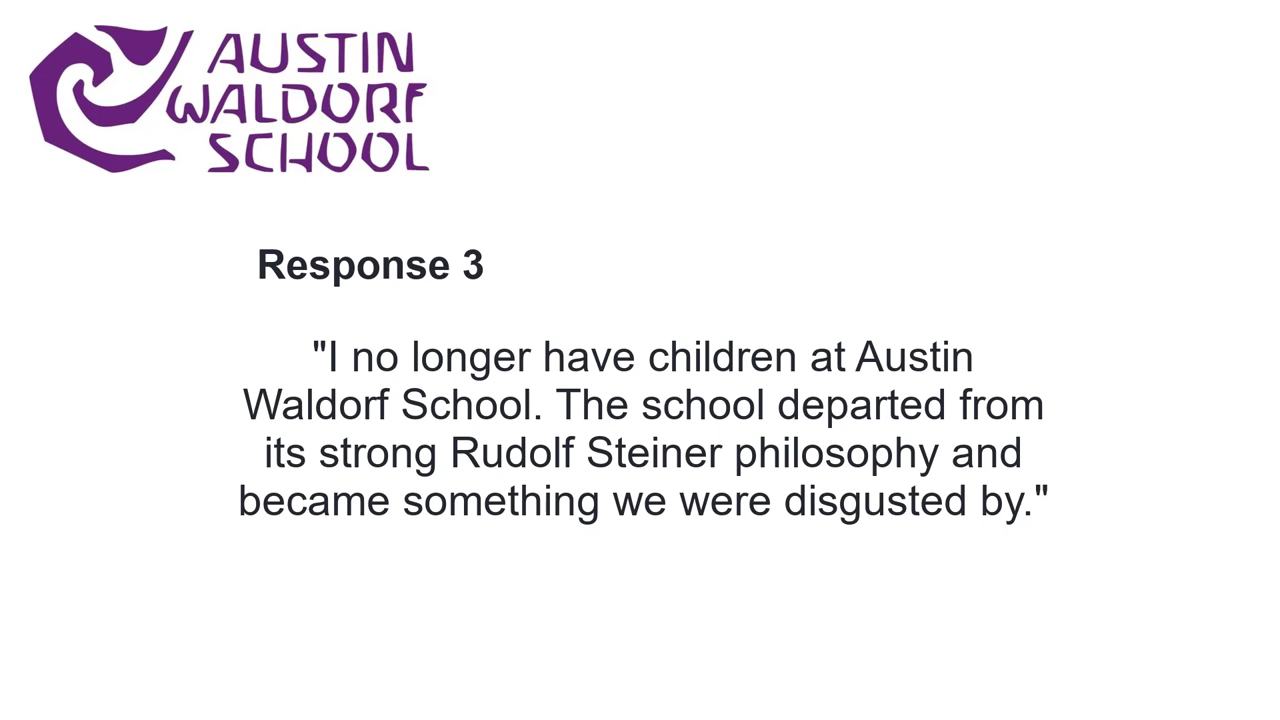 AUSTIN
WALDORF
SCHOOL
Response 3
"I no longer have children at Austin
Waldorf School. The school departed from
its strong Rudolf Steiner philosophy and
became something we were disgusted by."